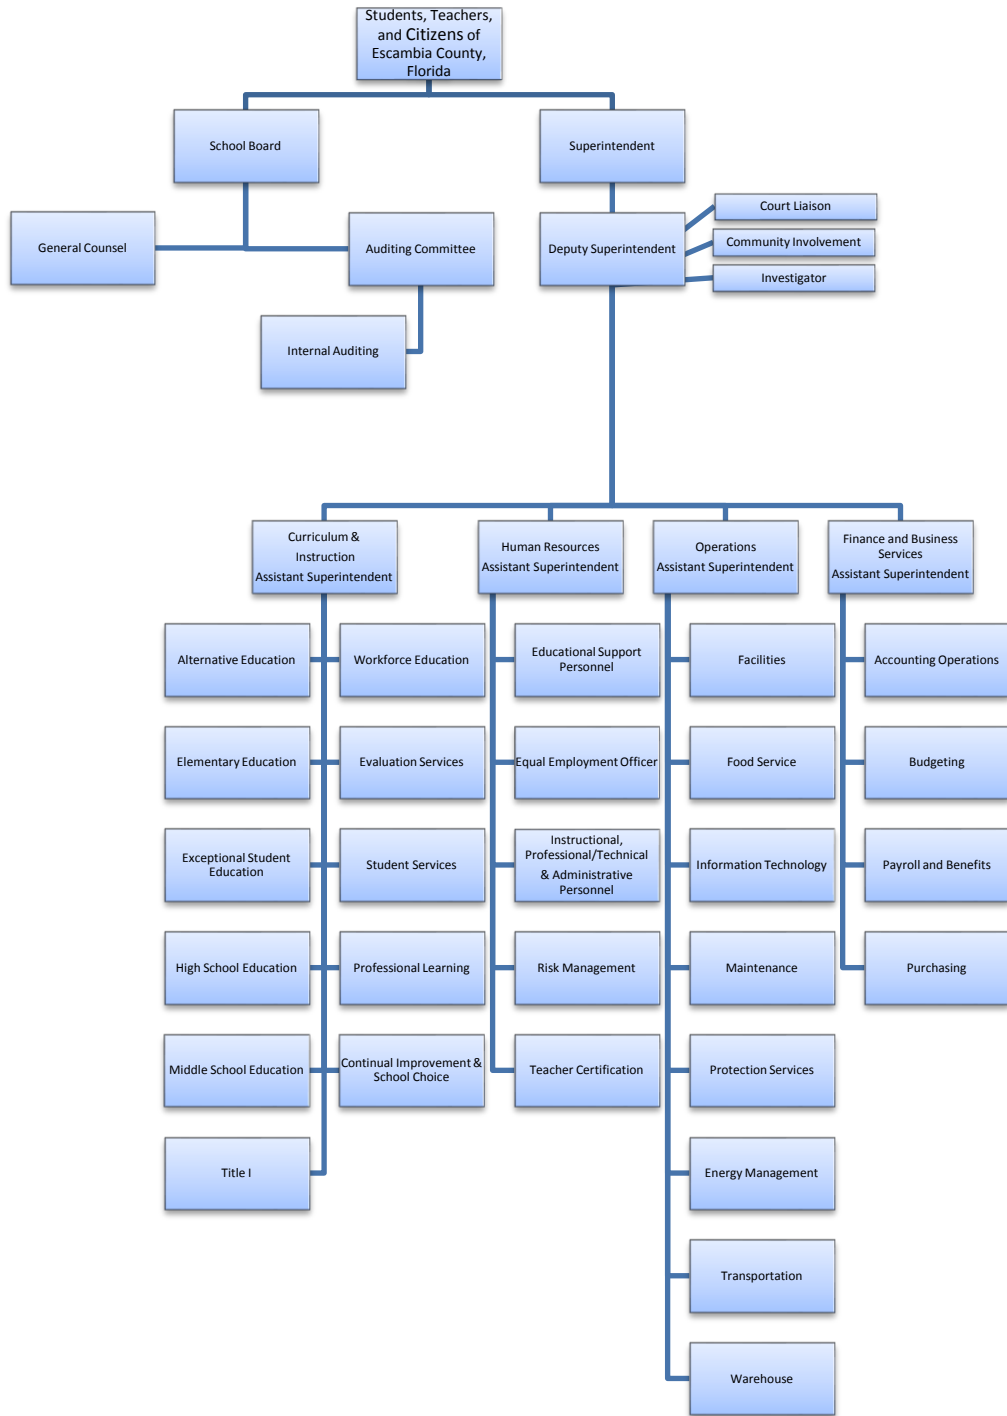 Students, Teachers,
and Citizens of
Escambia County,
Florida
School Board
Superintendent
General Counsel
Auditing Committee
Deputy Superintendent
Court Liaison
Community Involvement
Investigator
Internal Auditing
Curriculum &
Instruction
Assistant Superintendent
Human Resources
Assistant Superintendent
Operations
Assistant Superintendent
Finance and Business
Services
Assistant Superintendent
Alternative Education
Workforce Education
Educational Support
Personnel
Facilities
Accounting Operations
Elementary Education
Evaluation Services
Equal Employment Officer
Food Service
Budgeting
Exceptional Student
Education
Student Services
Instructional,
Professional/Technical
& Administrative
Personnel
Information Technology
Payroll and Benefits
High School Education
Professional Learning
Risk Management
Maintenance
Purchasing
Middle School Education
Continual Improvement &
School Choice
Teacher Certification
Protection Services
Title I
Energy Management
Transportation
Warehouse